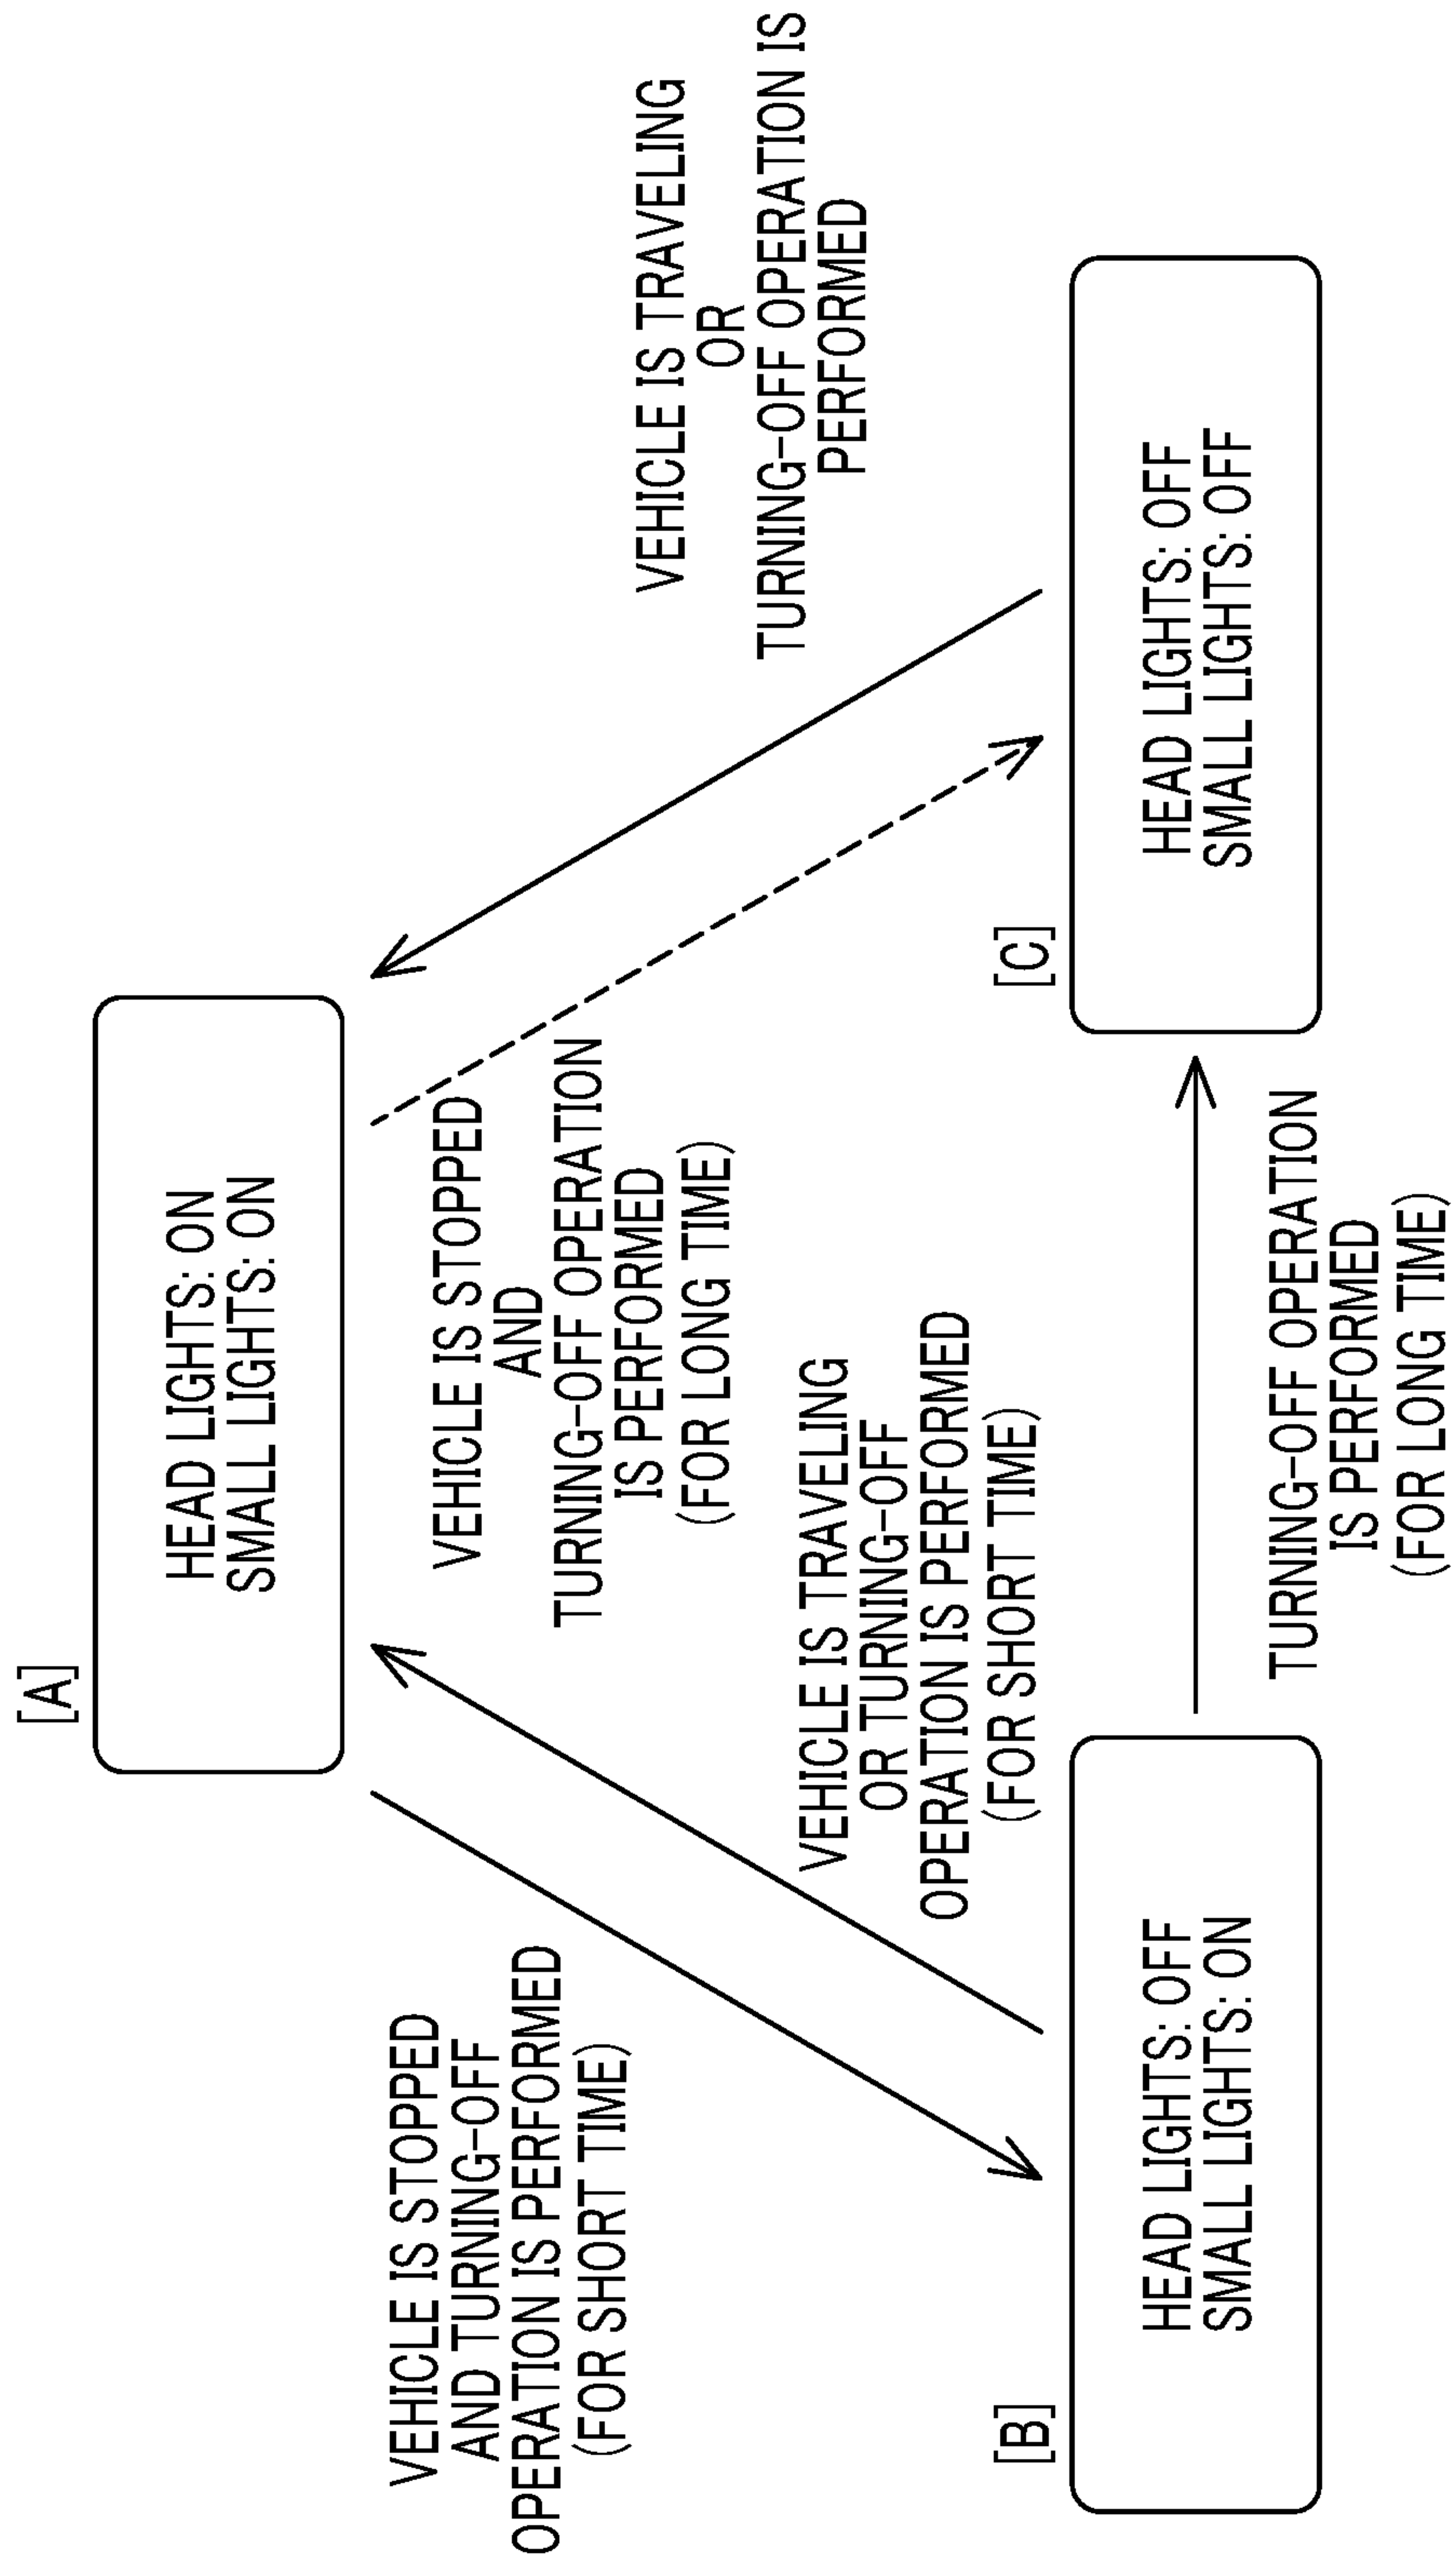 [A]
HEAD LIGHTS: ON
SMALL LIGHTS: ON
VEHICLE IS STOPPED
AND TURNING-OFF
OPERATION IS PERFORMED
(FOR SHORT TIME)
VEHICLE IS STOPPED
AND
TURNING-OFF OPERATION
IS PERFORMED
(FOR LONG TIME)
VEHICLE IS TRAVELING
OR
TURNING-OFF OPERATION IS
PERFORMED
VEHICLE IS TRAVELING
OR TURNING-OFF
OPERATION IS PERFORMED
(FOR SHORT TIME)
[B]
HEAD LIGHTS: OFF
SMALL LIGHTS: ON
TURNING-OFF OPERATION
IS PERFORMED
(FOR LONG TIME)
[C]
HEAD LIGHTS: OFF
SMALL LIGHTS: OFF